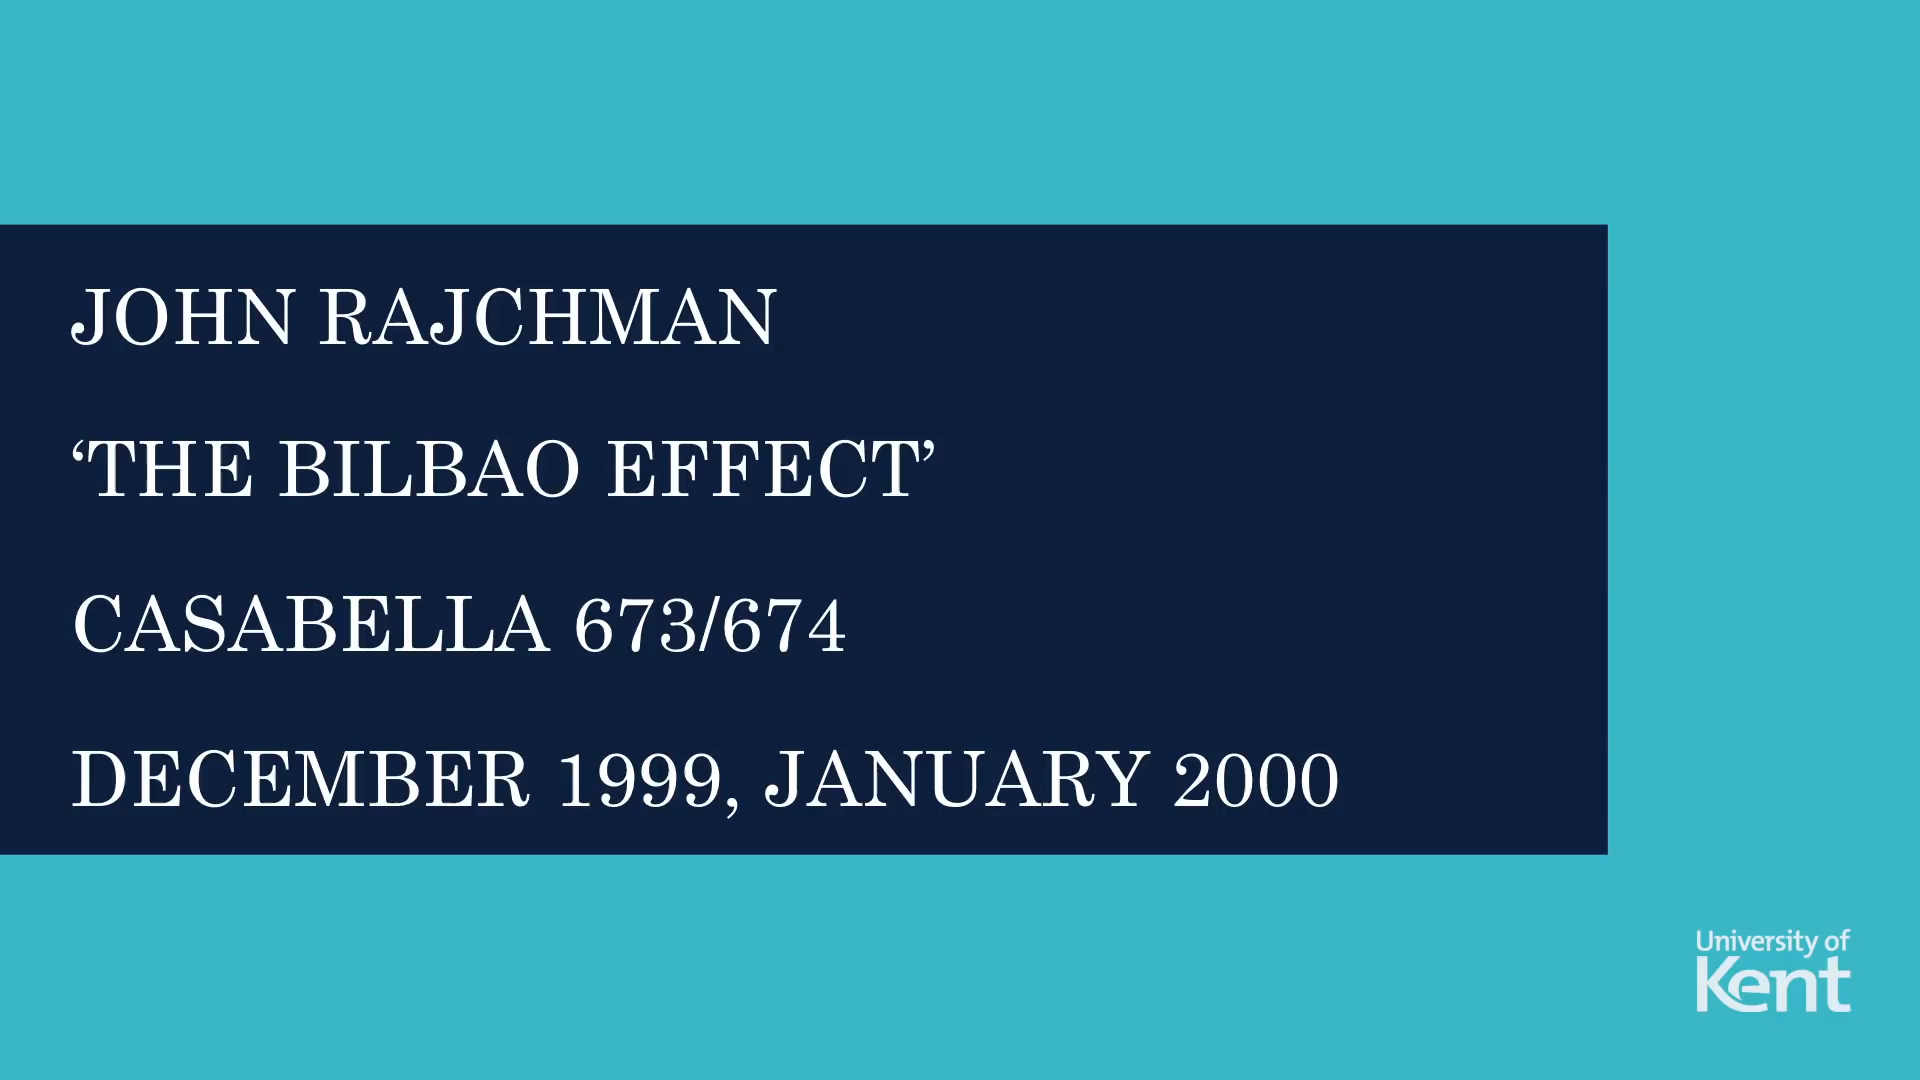 JOHN RAJCHMAN
‘THE BILBAO EFFECT’
CASABELLA 673/674
DECEMBER 1999, JANUARY 2000
University of
Kent